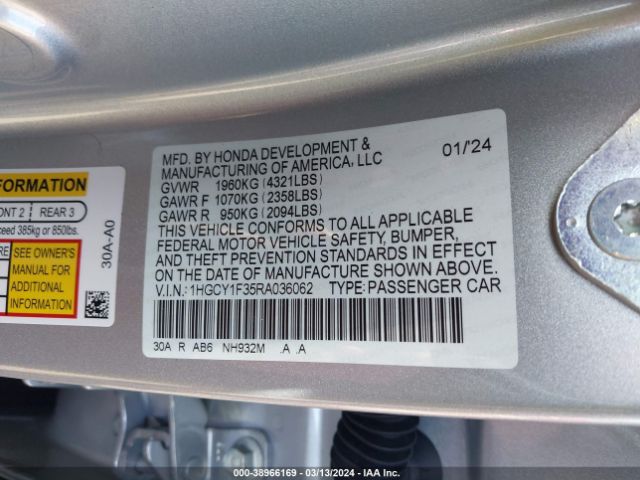 FORMATION
ONT 2 | REAR 3
ceed 385kg or 850lbs.
SEE OWNER'S
MANUAL FOR
ADDITIONAL
INFORMATION
30A-A0
MFD. BY HONDA DEVELOPMENT &
MANUFACTURING OF AMERICA, LLC 01/'24
GVWR 1960KG (4321LBS)
GAWR F 1070KG (2358LBS)
GAWR R 950KG (2094LBS)
THIS VEHICLE CONFORMS TO ALL APPLICABLE
FEDERAL MOTOR VEHICLE SAFETY, BUMPER,
AND THEFT PREVENTION STANDARDS IN EFFECT
ON THE DATE OF MANUFACTURE SHOWN ABOVE.
V.I.N.: 1HGCY1F35RA036062 TYPE: PASSENGER CAR
30A R AB6 NH932M .A .A
000-38966169 | 03/13/2024 | IAA Inc.